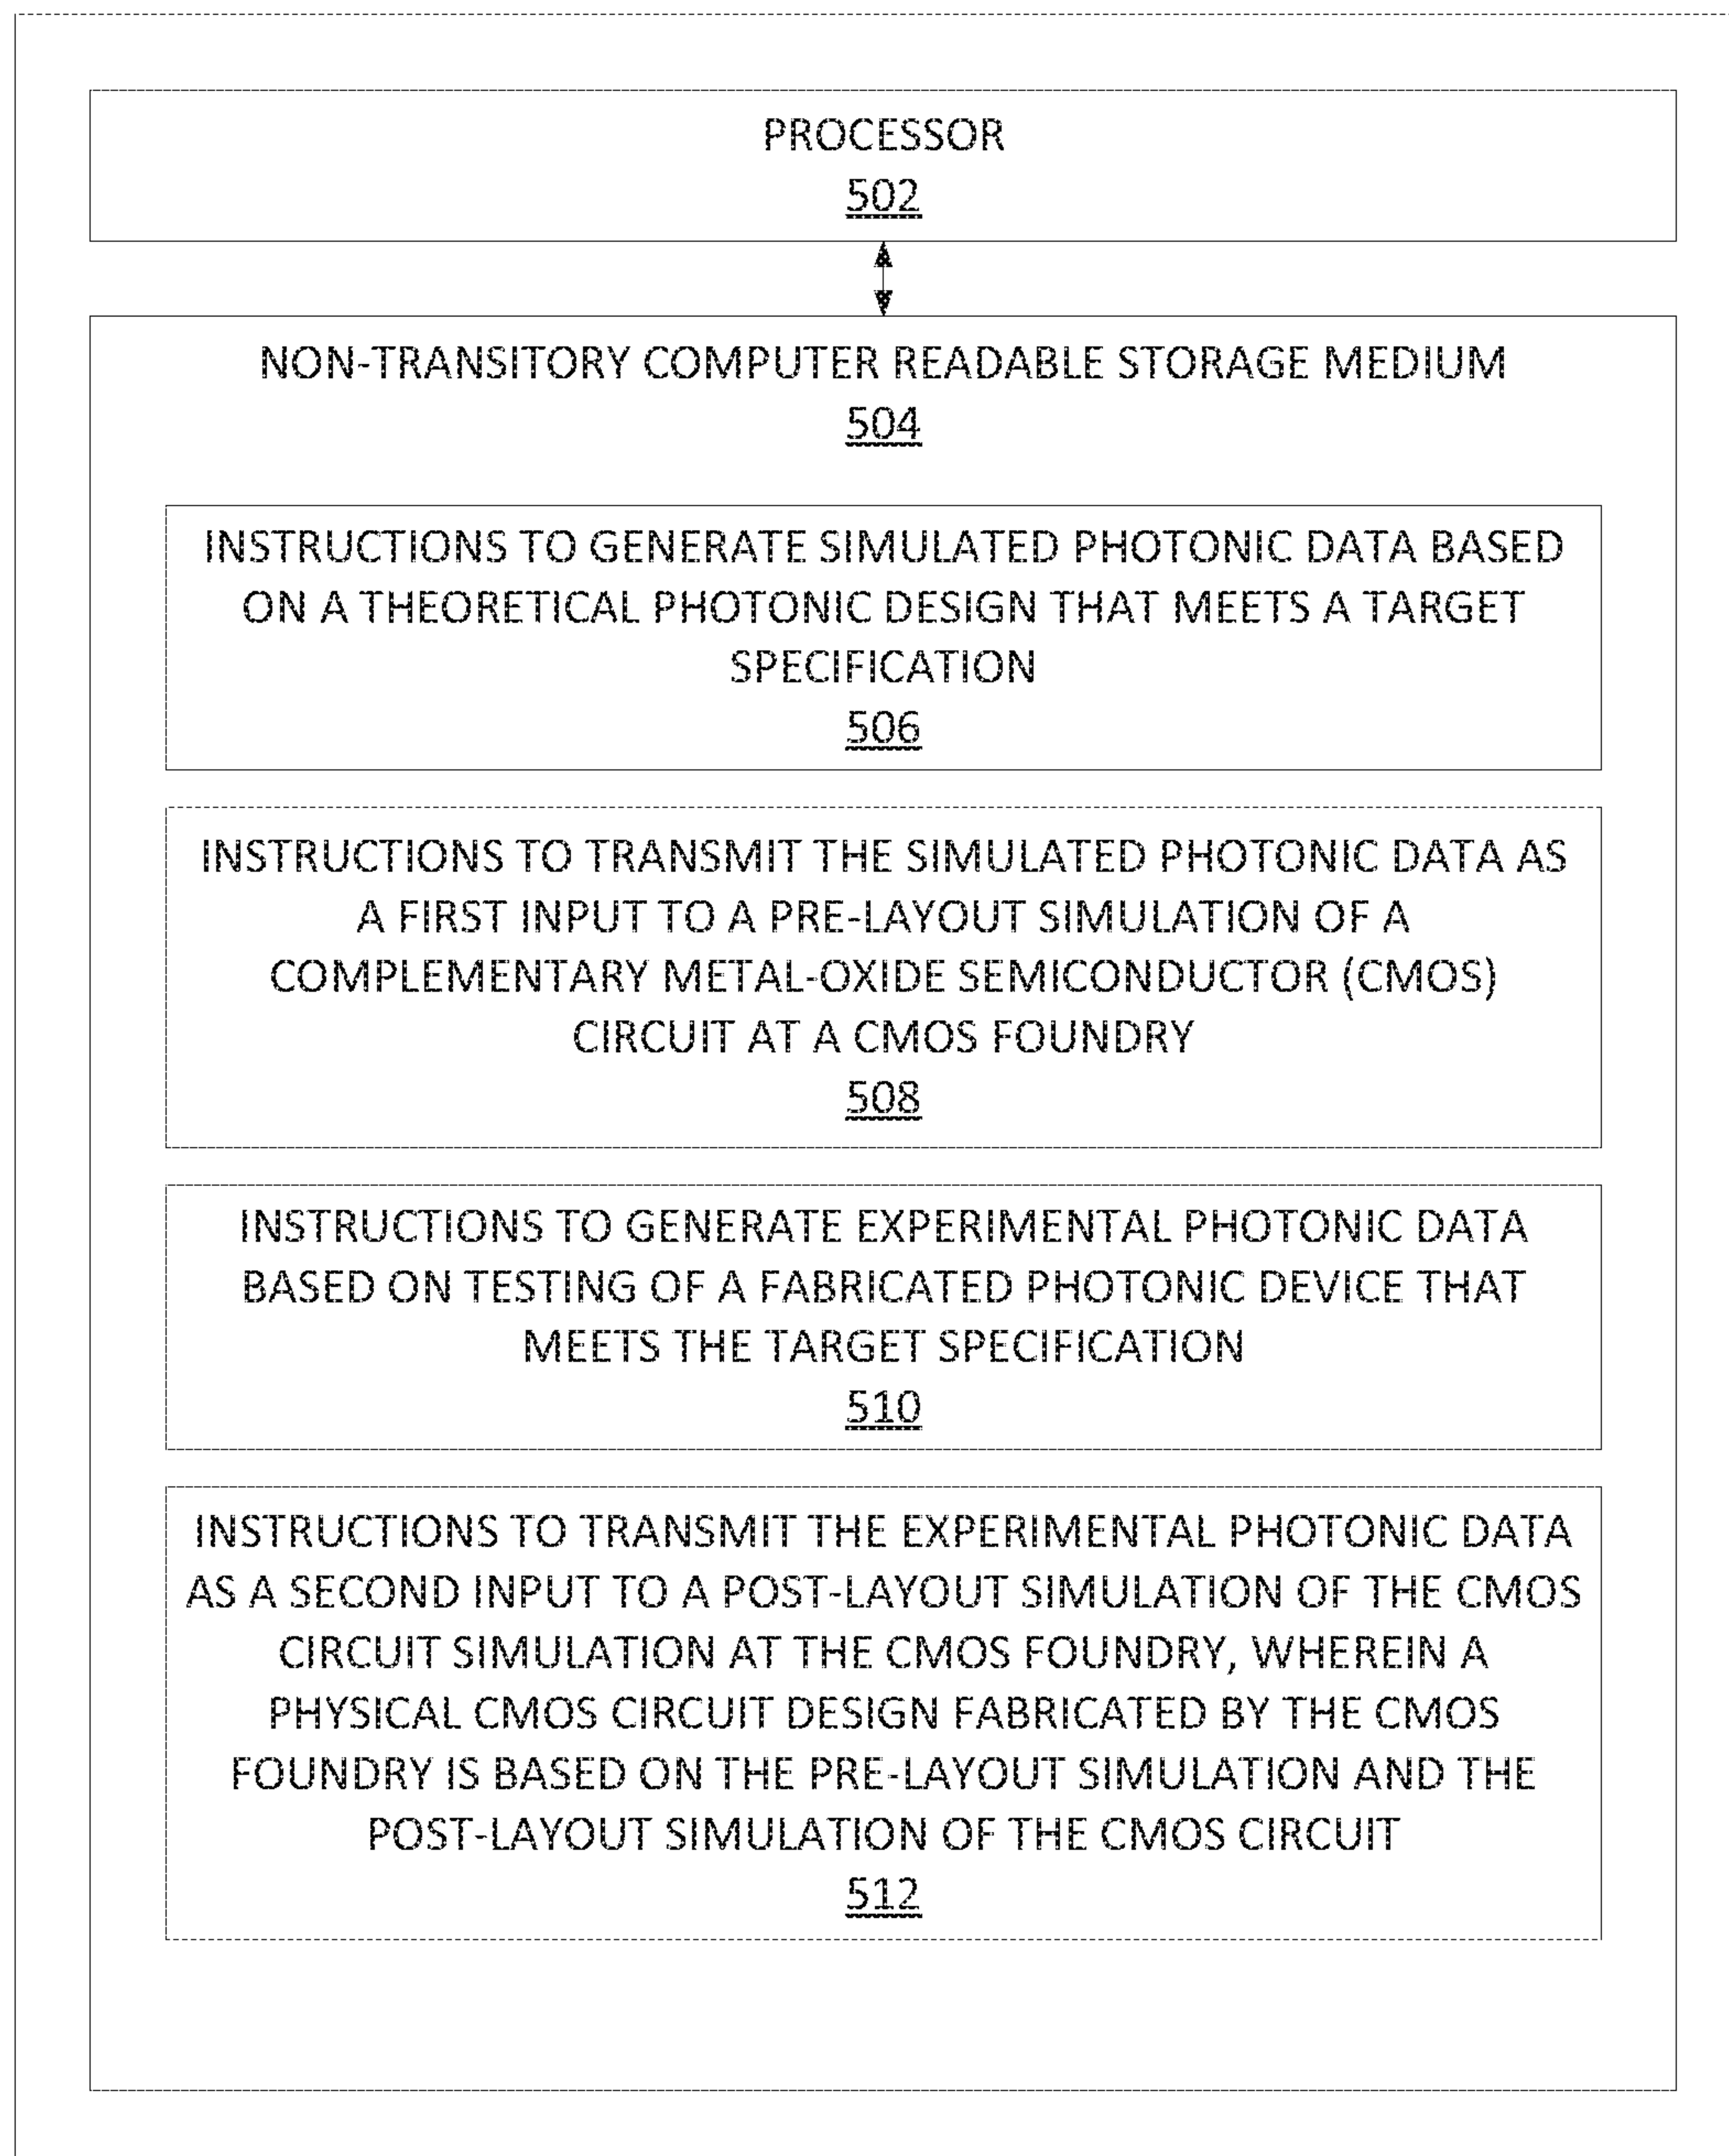 PROCESSOR
502
NON-TRANSITORY COMPUTER READABLE STORAGE MEDIUM
504
INSTRUCTIONS TO GENERATE SIMULATED PHOTONIC DATA BASED
ON A THEORETICAL PHOTONIC DESIGN THAT MEETS A TARGET
SPECIFICATION
506
INSTRUCTIONS TO TRANSMIT THE SIMULATED PHOTONIC DATA AS
A FIRST INPUT TO A PRE-LAYOUT SIMULATION OF A
COMPLEMENTARY METAL-OXIDE SEMICONDUCTOR (CMOS)
CIRCUIT AT A CMOS FOUNDRY
508
INSTRUCTIONS TO GENERATE EXPERIMENTAL PHOTONIC DATA
BASED ON TESTING OF A FABRICATED PHOTONIC DEVICE THAT
MEETS THE TARGET SPECIFICATION
510
INSTRUCTIONS TO TRANSMIT THE EXPERIMENTAL PHOTONIC DATA
AS A SECOND INPUT TO A POST-LAYOUT SIMULATION OF THE CMOS
CIRCUIT SIMULATION AT THE CMOS FOUNDRY, WHEREIN A
PHYSICAL CMOS CIRCUIT DESIGN FABRICATED BY THE CMOS
FOUNDRY IS BASED ON THE PRE-LAYOUT SIMULATION AND THE
POST-LAYOUT SIMULATION OF THE CMOS CIRCUIT
512